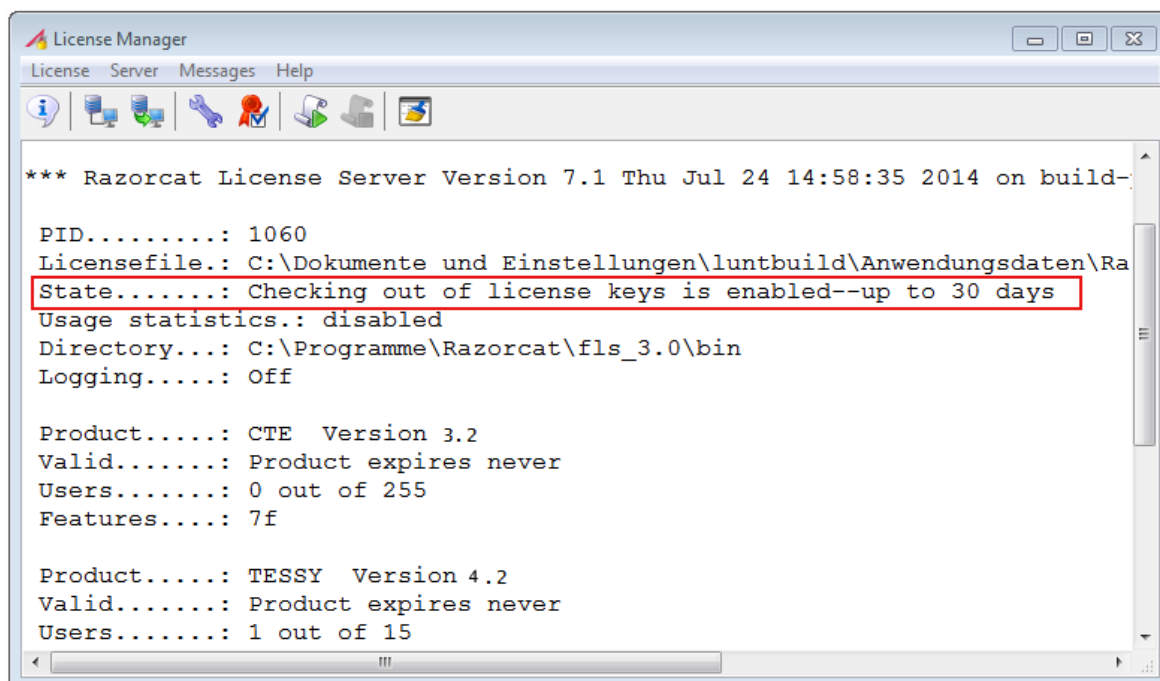 License Manager
License Server Messages Help
*** Razorcat License Server Version 7.1 Thu Jul 24 14:58:35 2014 on build-
PID.........: 1060
Licensefile.: C:\Dokumente und Einstellungen\luntbuild\Anwendungsdaten\Ra
State.......: Checking out of license keys is enabled--up to 30 days
Usage statistics.: disabled
Directory...: C:\Programme\Razorcat\fls_3.0\bin
Logging.....: Off
Product.....: CTE Version 3.2
Valid.......: Product expires never
Users.......: 0 out of 255
Features....: 7f
Product.....: TESSY Version 4.2
Valid.......: Product expires never
Users.......: 1 out of 15